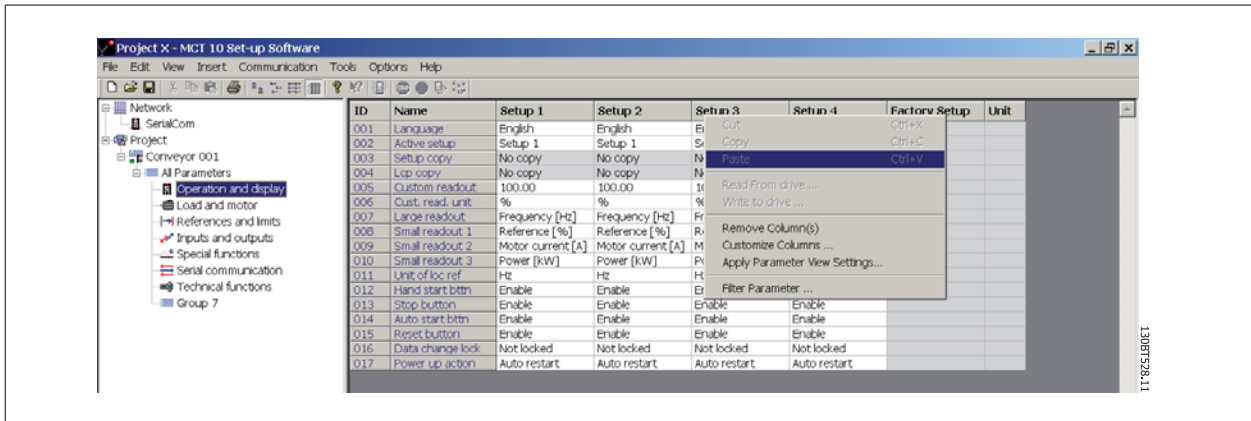 Project X - MCT 10 Set-up Software
File Edit View Insert Communication Tools Options Help
Network
SerialCom
Project
Conveyor 001
All Parameters
Operation and display
Load and motor
References and limits
Inputs and outputs
Special functions
Serial communication
Technical functions
Group 7
ID Name Setup 1 Setup 2 Setup 3 Setup 4 Factory Setup Unit
001 Language English English
002 Active setup Setup 1 Setup 1
003 Setup copy No copy No copy
004 Lcp copy No copy No copy
005 Custom readout 100.00 100.00
006 Cust. read. unit % % %
007 Large readout Frequency [Hz] Frequency [Hz] Fr
008 Small readout 1 Reference [%] Reference [%]
009 Small readout 2 Motor current [A] Motor current [A] M
010 Small readout 3 Power [kW] Power [kW]
011 Unit of loc ref Hz Hz
012 Hand start bttn Enable Enable
013 Stop button Enable Enable Enable Enable
014 Auto start bttn Enable Enable Enable Enable
015 Reset button Enable Enable Enable Enable
016 Data change lock Not locked Not locked Not locked Not locked
017 Power up action Auto restart Auto restart Auto restart Auto restart
Cut Ctrl+X
Copy Ctrl+C
Paste Ctrl+V
Read From drive ...
Write to drive ...
Remove Column(s)
Customize Columns ...
Apply Parameter View Settings...
Filter Parameter ...
130BT528.11